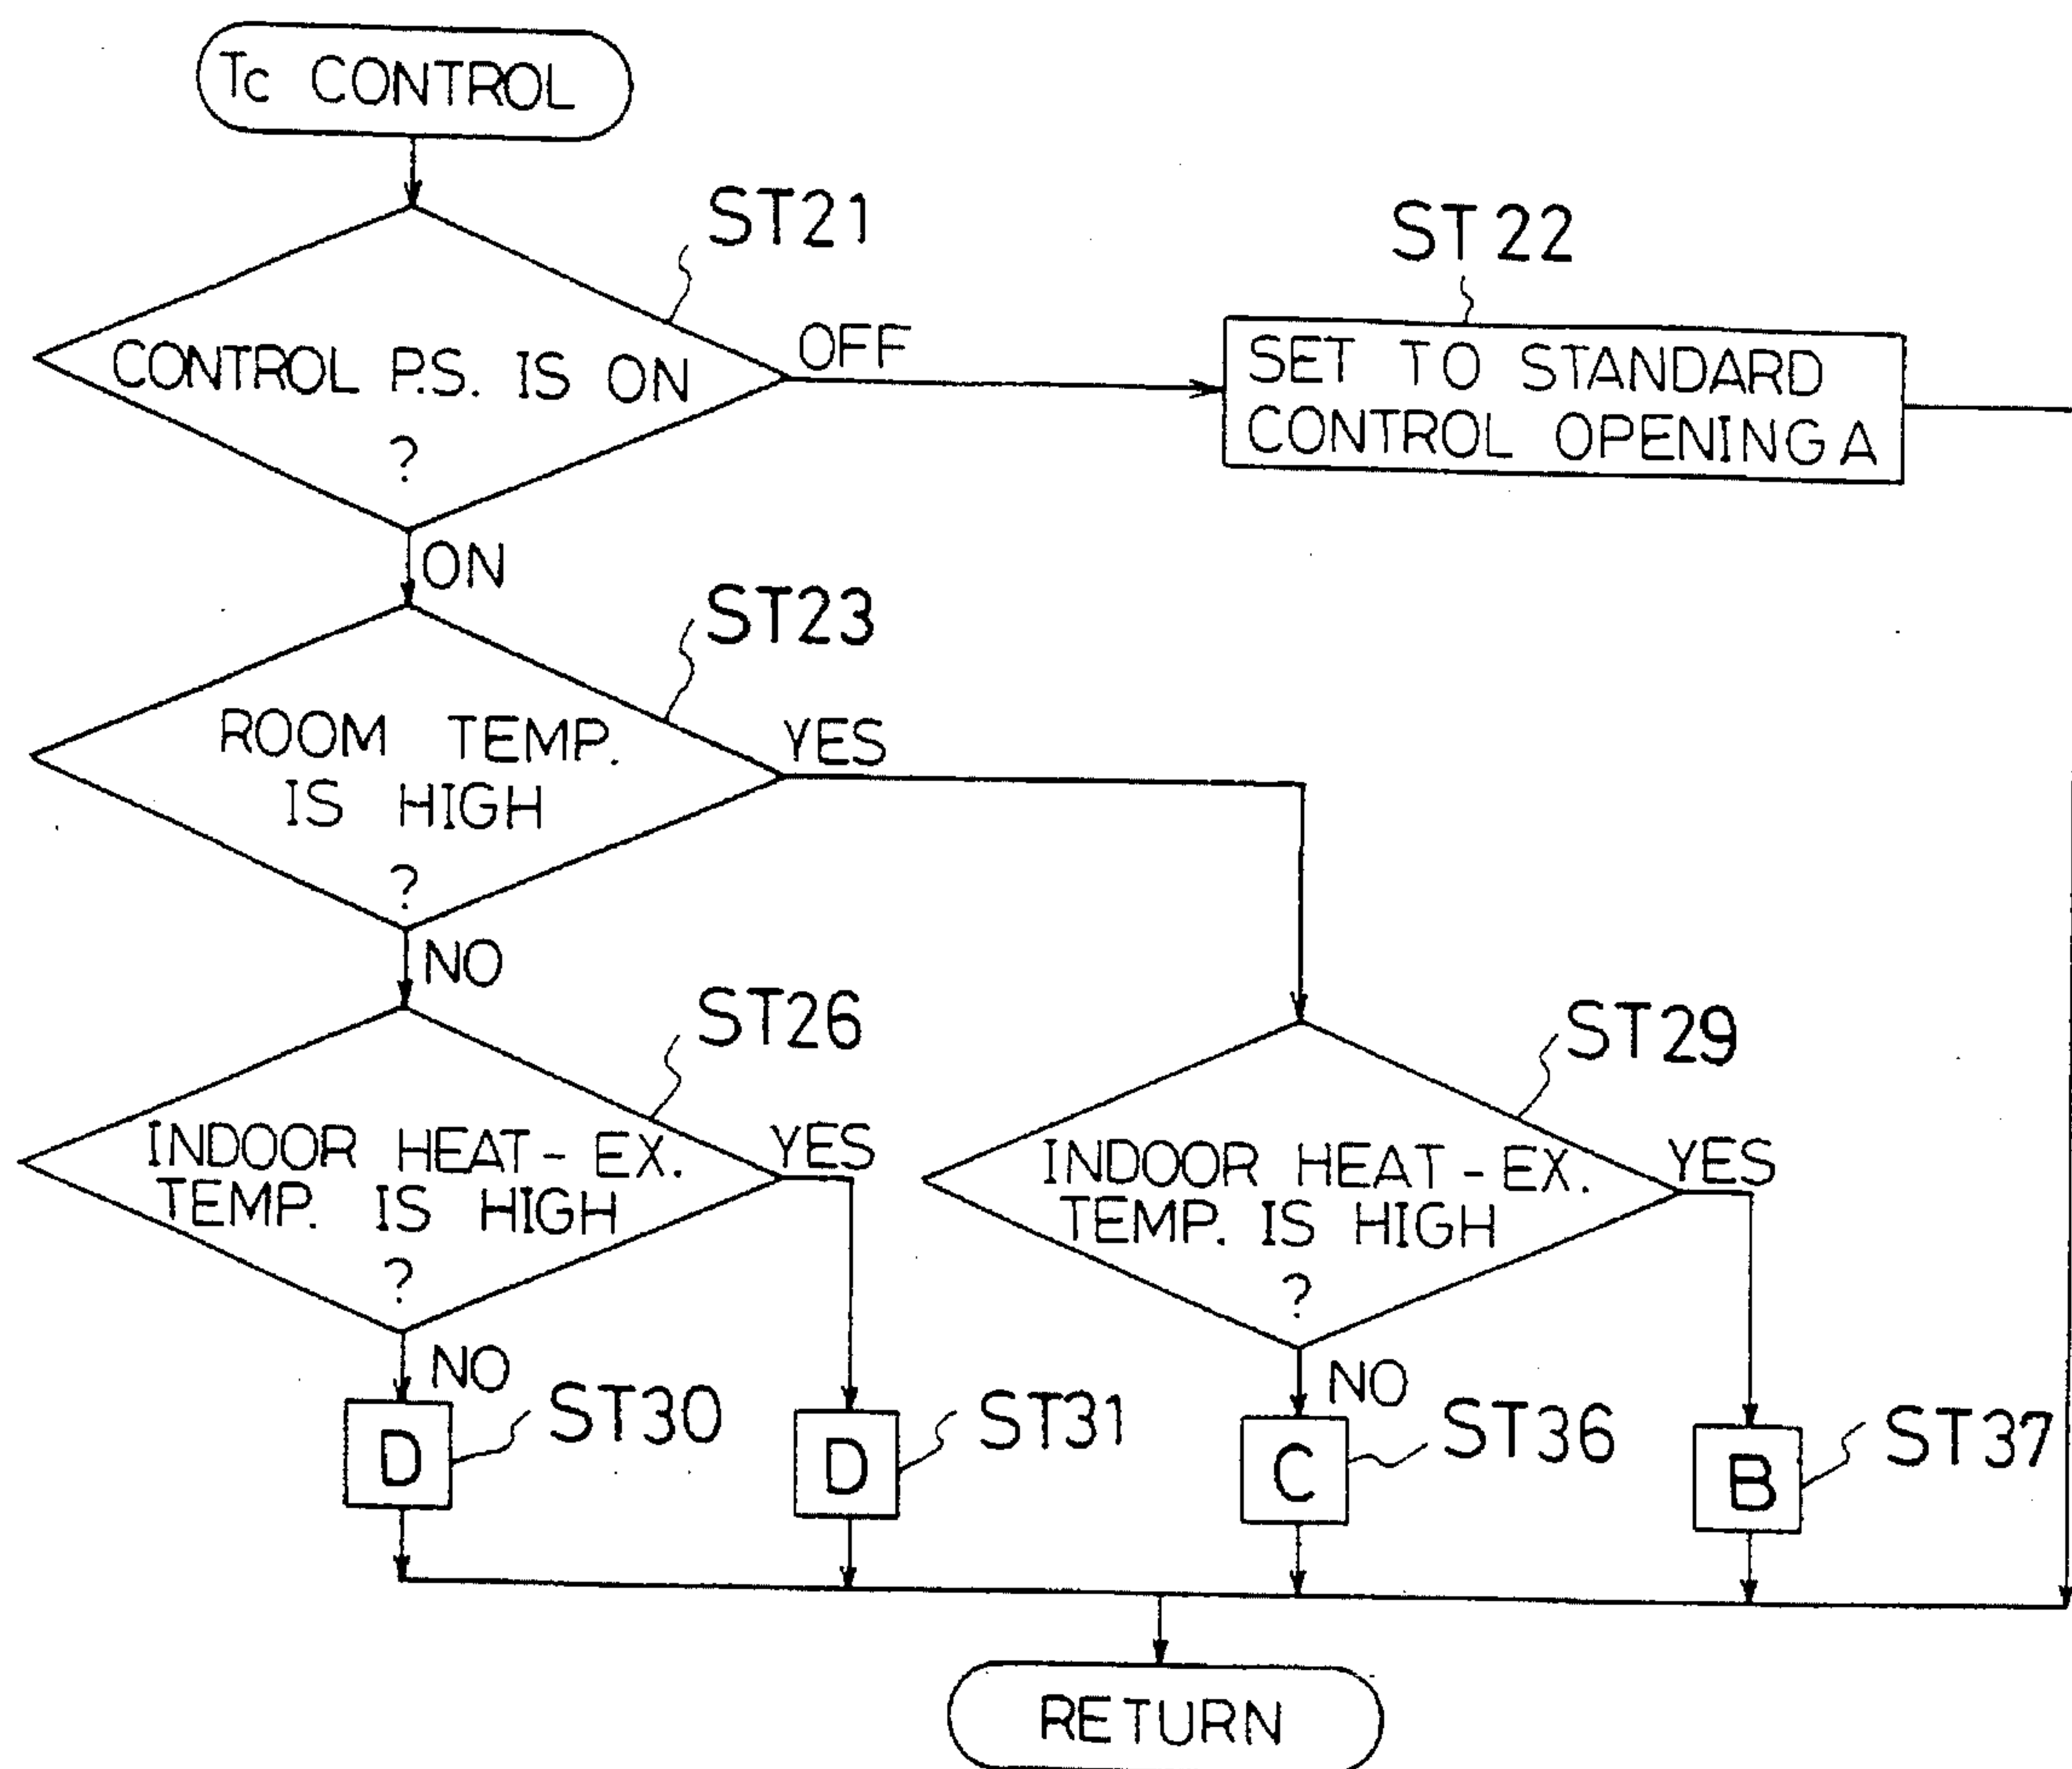 Tc CONTROL
ST21
ST22
CONTROL P.S. IS ON
?
OFF
SET TO STANDARD
CONTROL OPENING A
ON
ST23
ROOM TEMP.
IS HIGH
?
YES
NO
ST26
ST29
INDOOR HEAT-EX.
TEMP. IS HIGH
?
YES
INDOOR HEAT-EX.
TEMP. IS HIGH
?
YES
NO
NO
D
ST30
D
ST31
C
ST36
B
ST37
RETURN